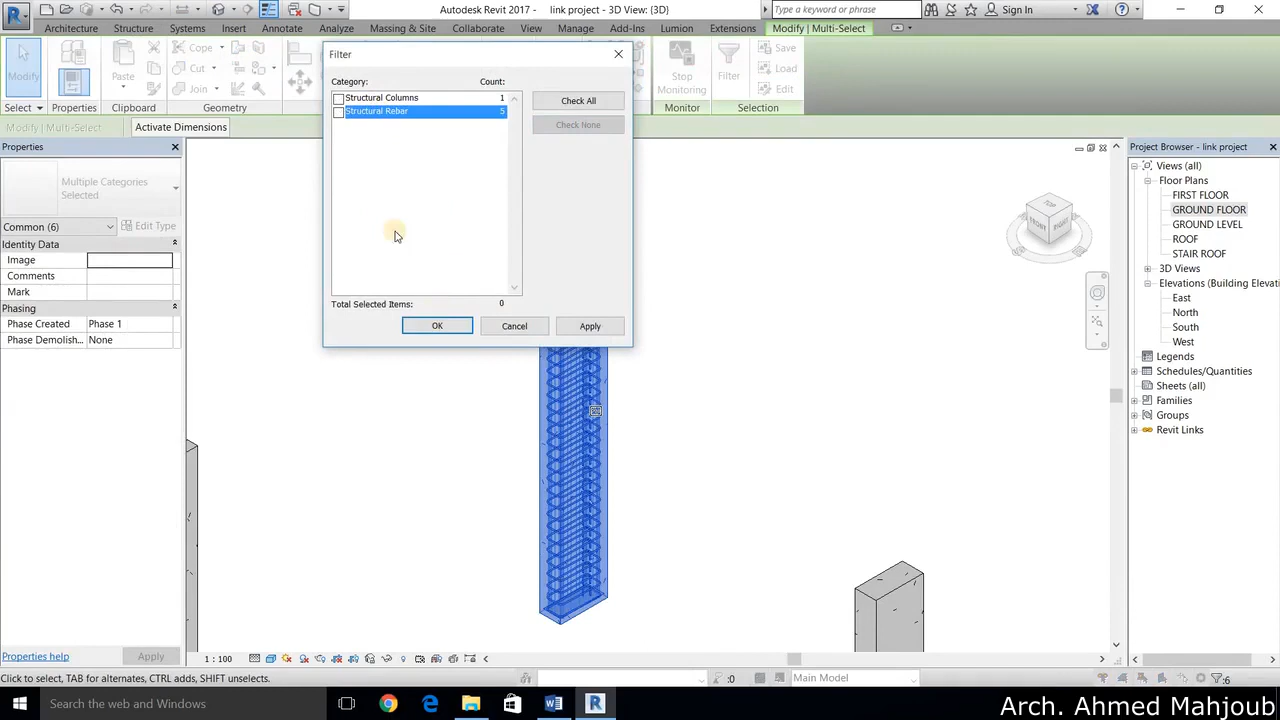 Autodesk Revit 2017 - link project - 3D View: {3D}
Type a keyword or phrase
Sign In
Architecture Structure Systems Insert Annotate Analyze Massing & Site Collaborate View Manage Add-Ins Lumion Extensions Modify | Multi-Select
Modify
Properties
Paste
Cope
Cut
Join
Stop Monitoring
Filter
Save
Load
Edit
Select
Properties
Clipboard
Geometry
Monitor
Selection
Modify | Multi-Select
Activate Dimensions
Filter
Category: Count:
Structural Columns 1
Structural Rebar 5
Check All
Check None
Total Selected Items: 0
OK
Cancel
Apply
Properties
Multiple Categories Selected
Common (6)
Edit Type
Identity Data
Image
Comments
Mark
Phasing
Phase Created Phase 1
Phase Demolish... None
Properties help
Apply
TOP
FRONT
RIGHT
Project Browser - link project
Views (all)
Floor Plans
FIRST FLOOR
GROUND FLOOR
GROUND LEVEL
ROOF
STAIR ROOF
3D Views
Elevations (Building Elevati
East
North
South
West
Legends
Schedules/Quantities
Sheets (all)
Families
Groups
Revit Links
1 : 100
Click to select, TAB for alternates, CTRL adds, SHIFT unselects.
:0
Main Model
:6
Search the web and Windows
Arch. Ahmed Mahjoub